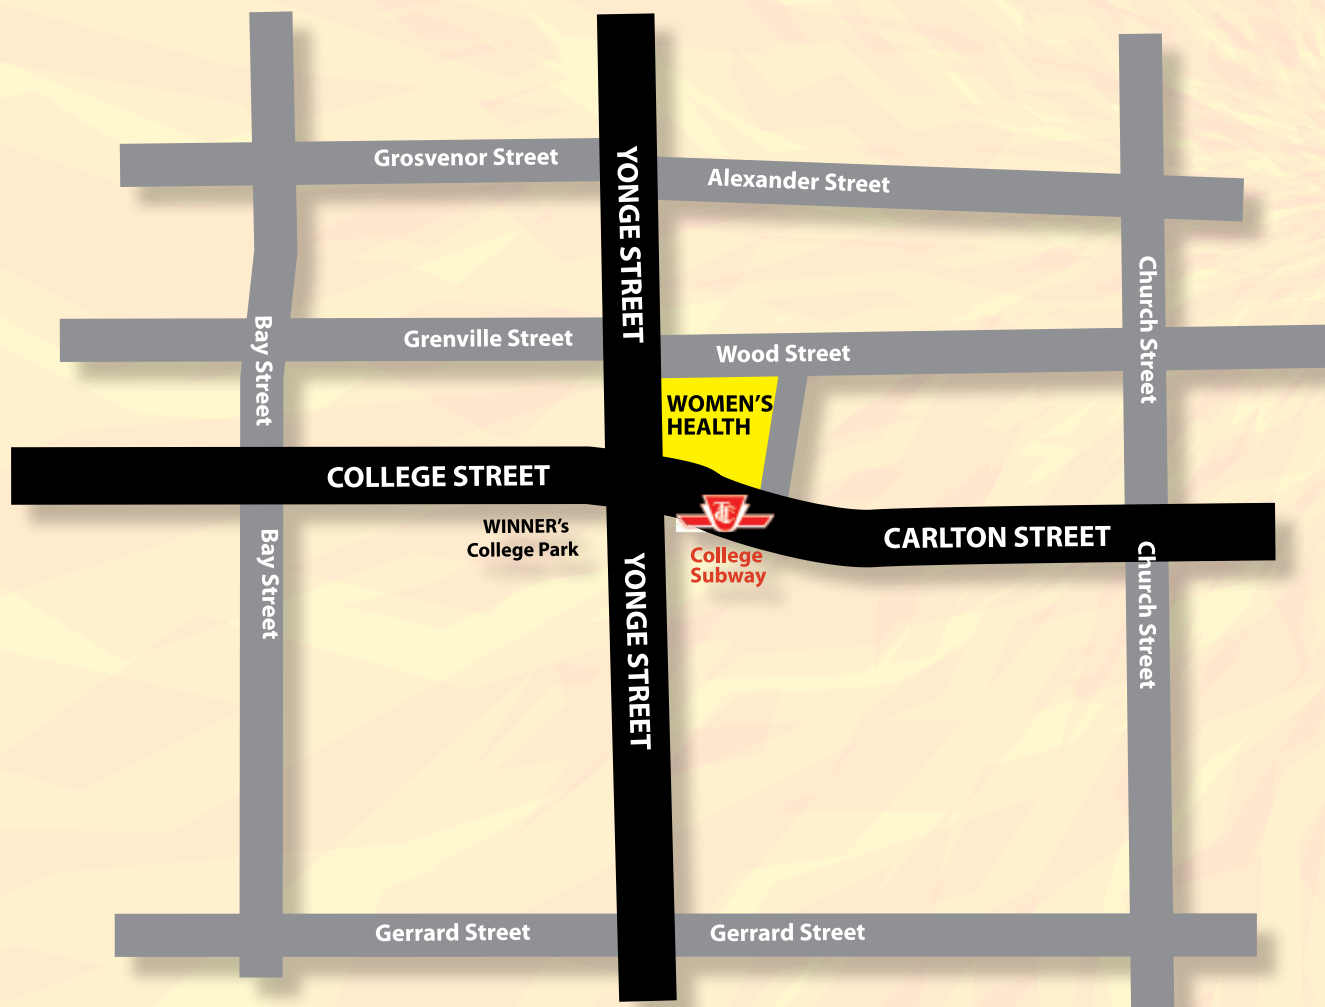 Grosvenor Street
YONGE STREET
Alexander Street
Church Street
Bay Street
Grenville Street
Wood Street
WOMEN'S
HEALTH
COLLEGE STREET
TTC
WINNER's
College Park
College
Subway
CARLTON STREET
Bay Street
YONGE STREET
Church Street
Gerrard Street
Gerrard Street